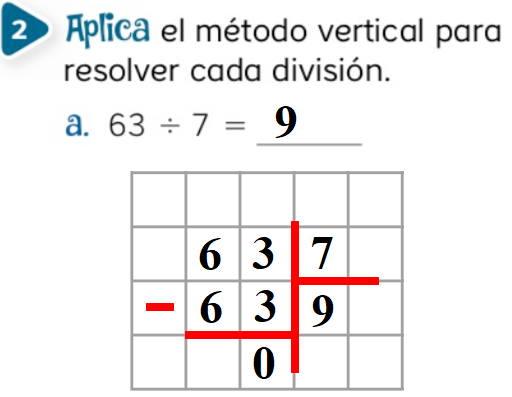 2 Aplica el método vertical para
resolver cada división.
a. 63 ÷ 7 = 9
6 3 7
- 6 3 9
0